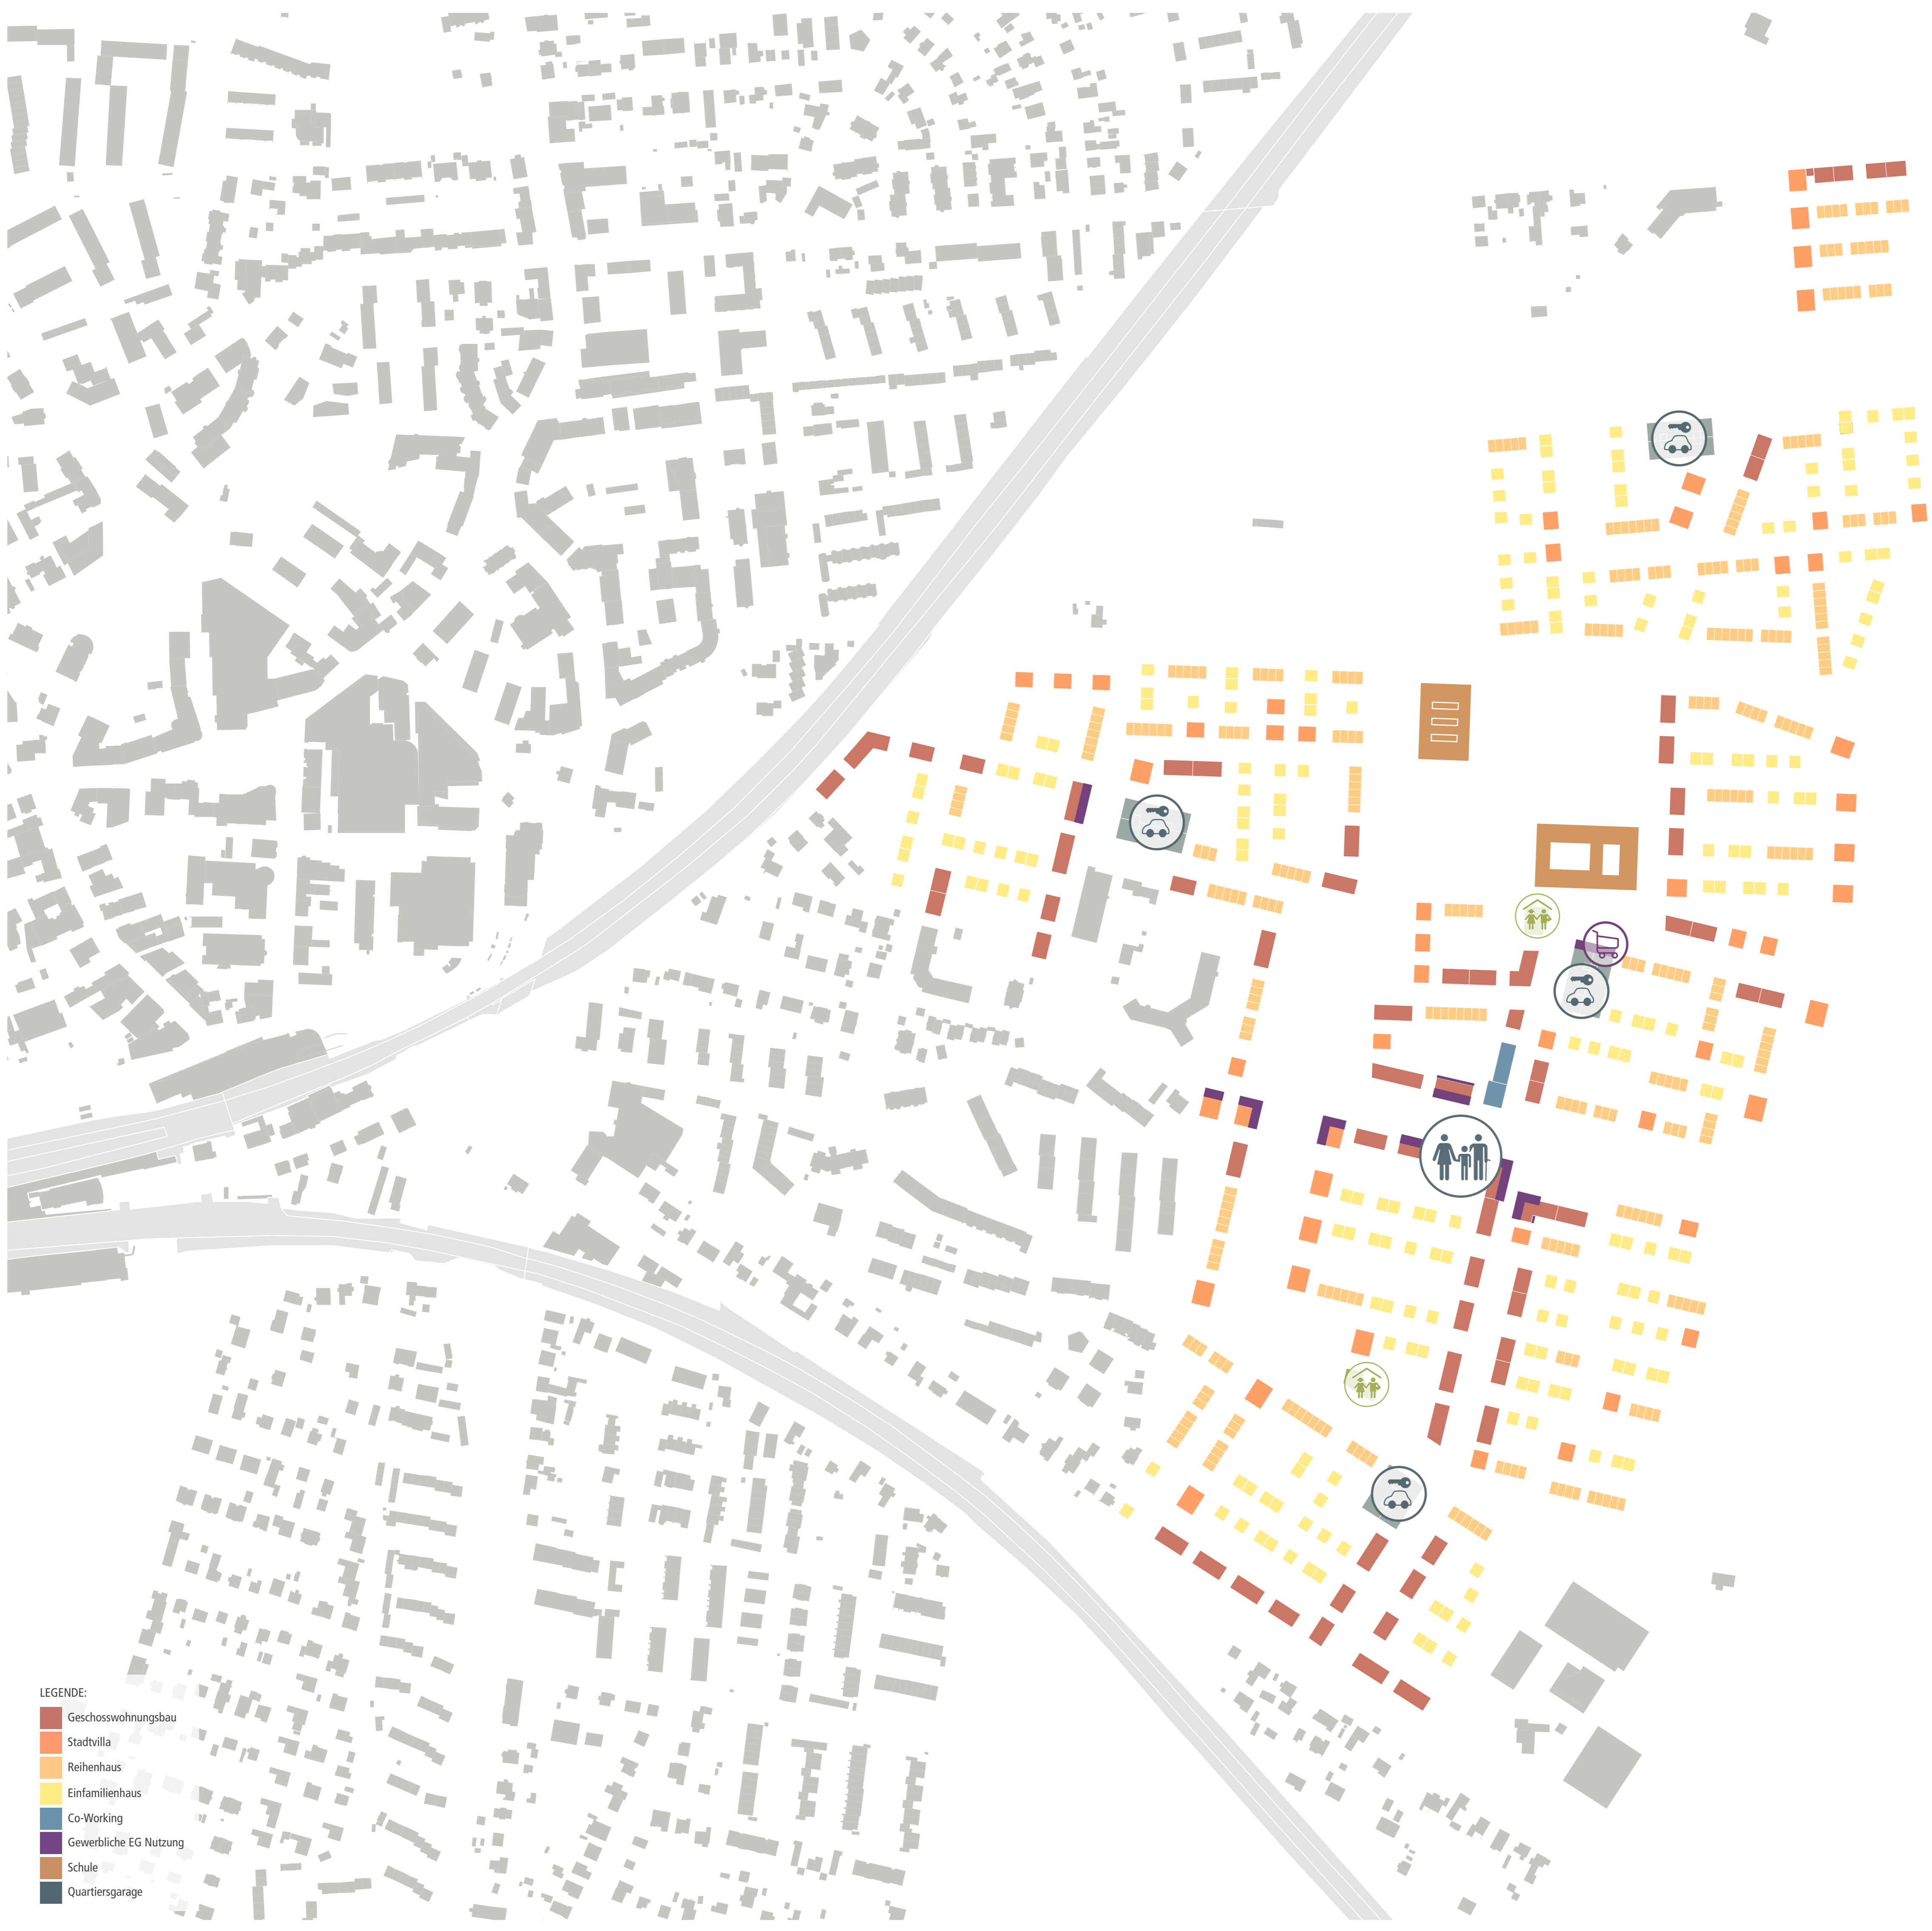 LEGENDE:
Geschosswohnungsbau
Stadtvilla
Reihenhaus
Einfamilienhaus
Co-Working
Gewerbliche EG Nutzung
Schule
Quartiersgarage